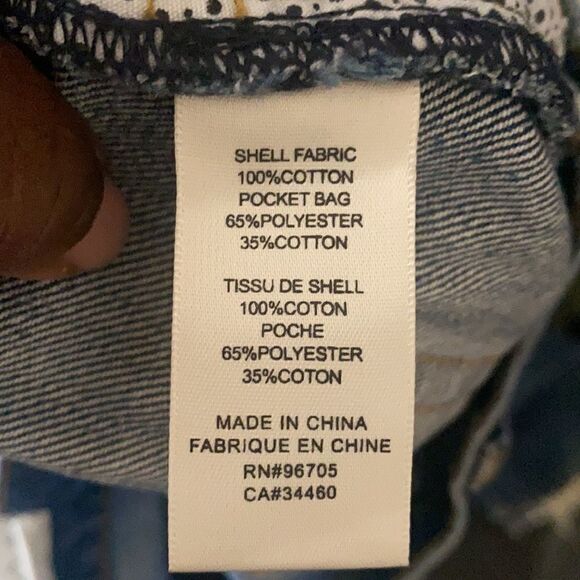 SHELL FABRIC
100%COTTON
POCKET BAG
65%POLYESTER
35%COTTON
TISSU DE SHELL
100%COTON
POCHE
65%POLYESTER
35%COTON
MADE IN CHINA
FABRIQUE EN CHINE
RN#96705
CA#34460